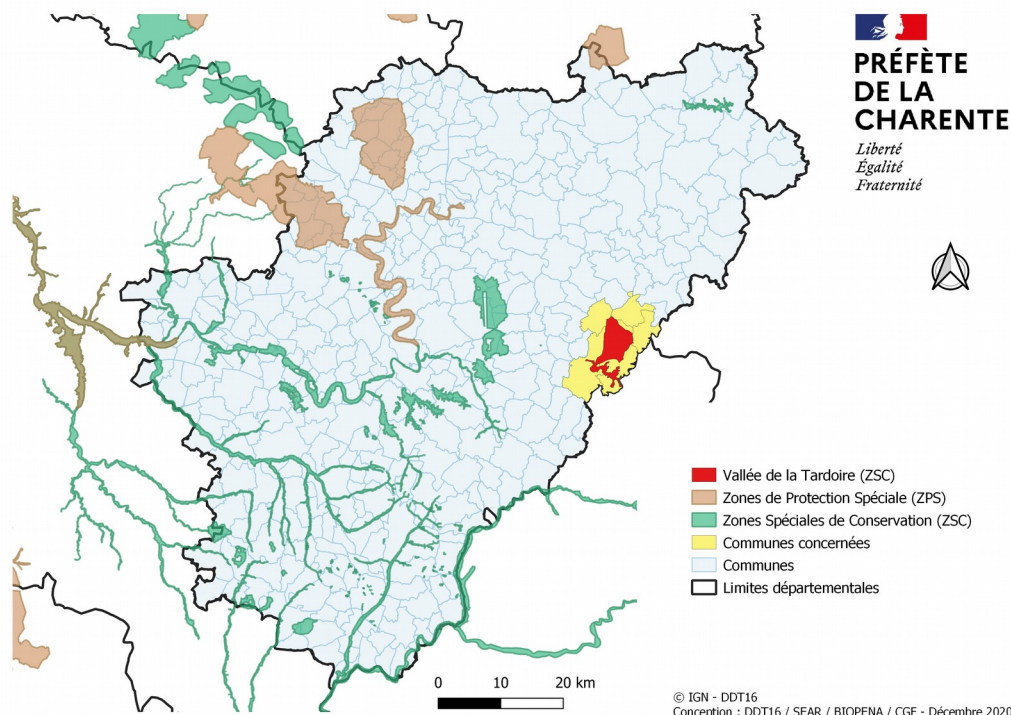 PRÉFÈTE
DE LA
CHARENTE
Liberté
Égalité
Fraternité
Vallée de la Tardoire (ZSC)
Zones de Protection Spéciale (ZPS)
Zones Spéciales de Conservation (ZSC)
Communes concernées
Communes
Limites départementales
0 10 20 km
© IGN - DDT16
Conception : DDT16 / SEAR / BIOPENA / CGF - Décembre 2020